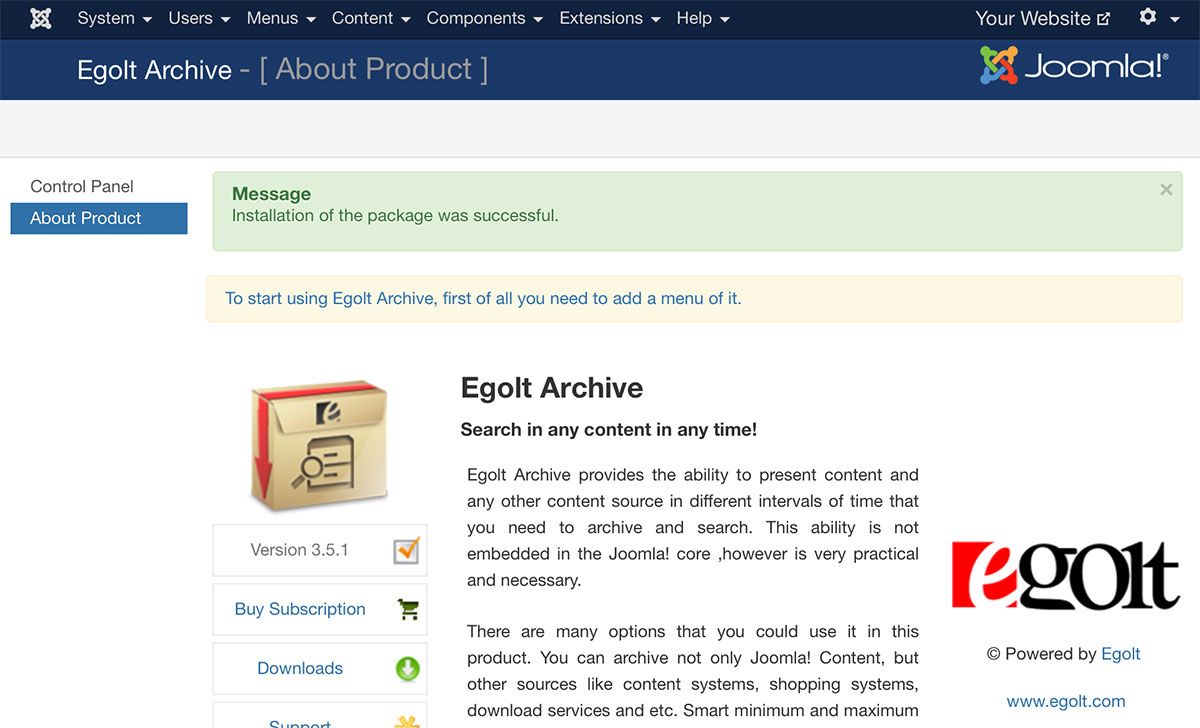 System Users Menus Content Components Extensions Help Your Website
Egolt Archive - [ About Product ] Joomla!®
Control Panel
About Product
Message ×
Installation of the package was successful.
To start using Egolt Archive, first of all you need to add a menu of it.
Version 3.5.1
Buy Subscription
Downloads
Support
Egolt Archive
Search in any content in any time!
Egolt Archive provides the ability to present content and
any other content source in different intervals of time that
you need to archive and search. This ability is not
embedded in the Joomla! core ,however is very practical
and necessary.
There are many options that you could use it in this
product. You can archive not only Joomla! Content, but
other sources like content systems, shopping systems,
download services and etc. Smart minimum and maximum
egolt
© Powered by Egolt
www.egolt.com